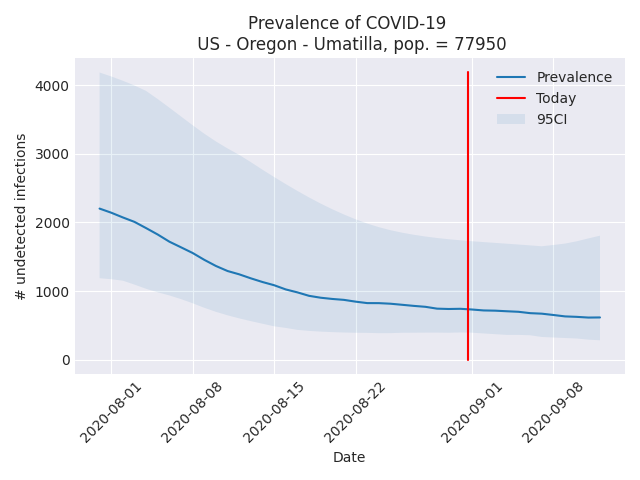 Prevalence of COVID-19
US - Oregon - Umatilla, pop. = 77950
Prevalence
Today
95CI
# undetected infections
4000
3000
2000
1000
0
2020-08-01
2020-08-08
2020-08-15
2020-08-22
2020-09-01
2020-09-08
Date